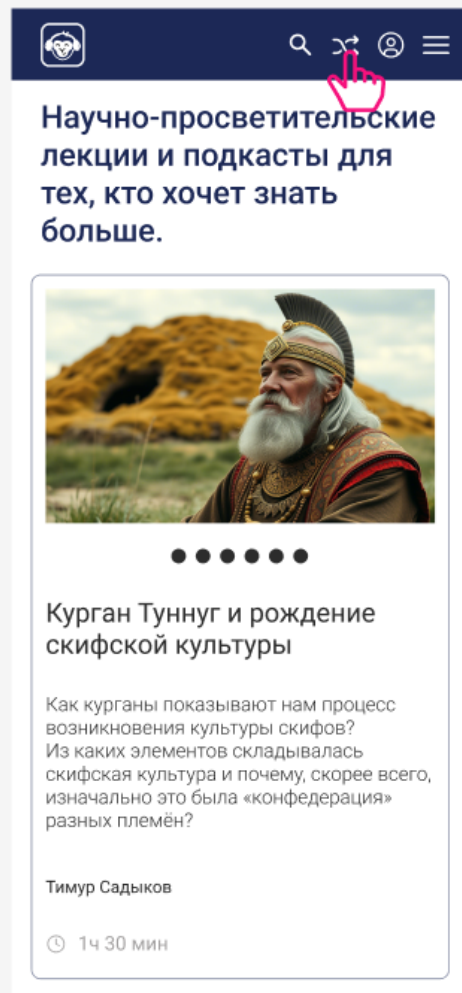 Научно-просветительские
лекции и подкасты для
тех, кто хочет знать
больше.
Курган Туннуг и рождение
скифской культуры
Как курганы показывают нам процесс
возникновения культуры скифов?
Из каких элементов складывалась
скифская культура и почему, скорее всего,
изначально это была «конфедерация»
разных племён?
Тимур Садыков
1ч 30 мин